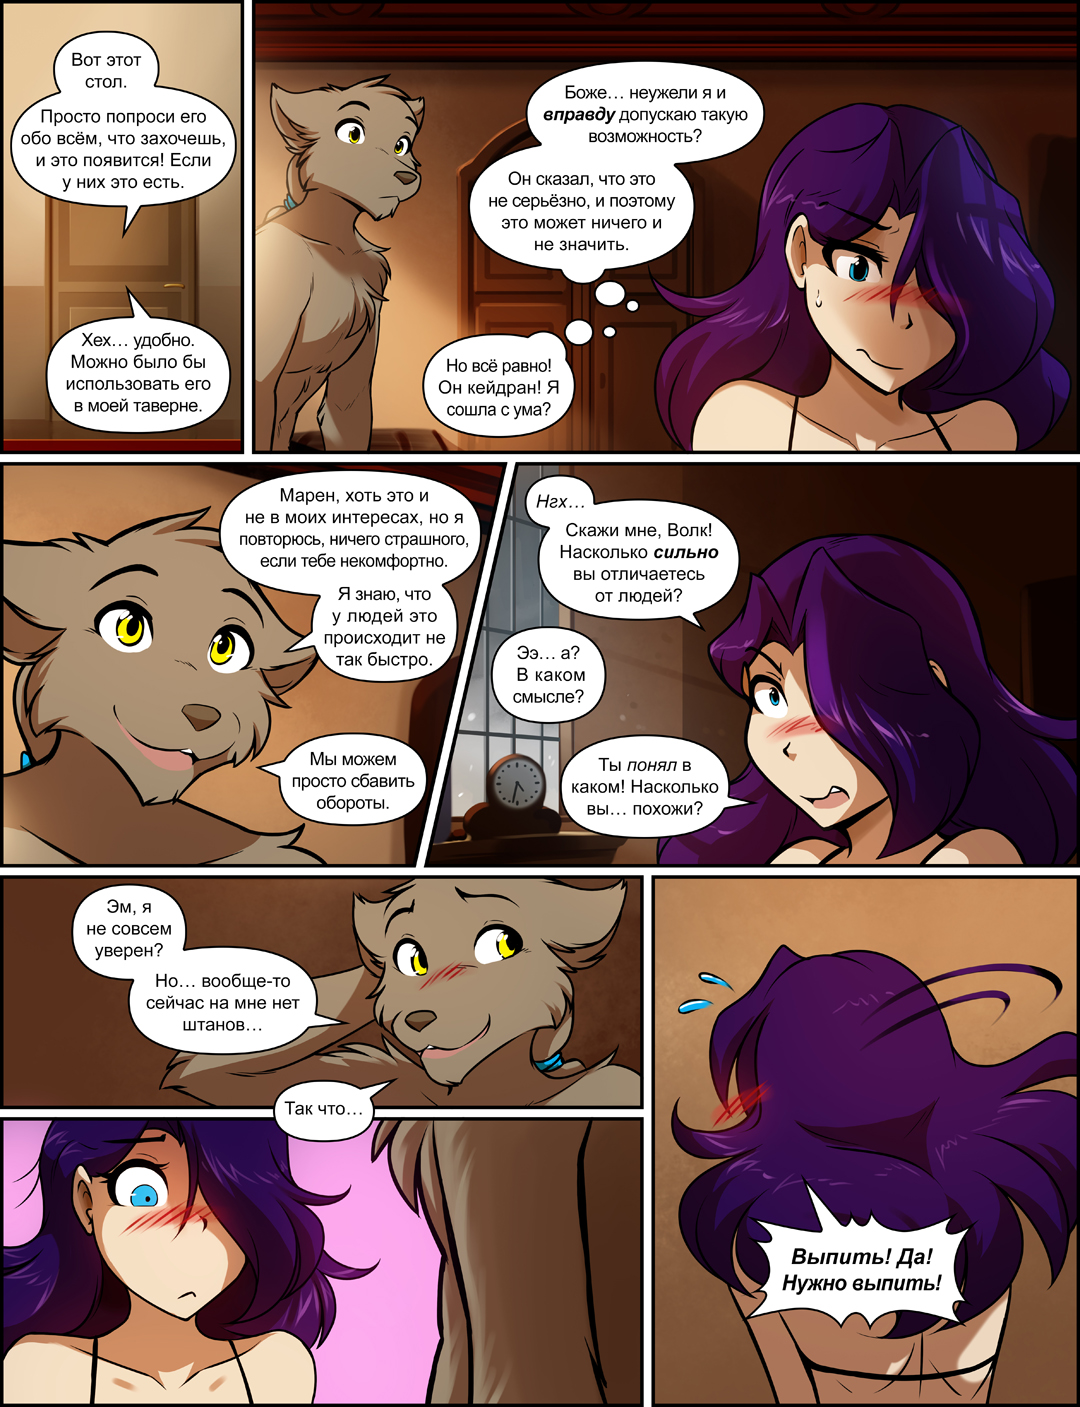 Вот этот
стол.
Просто попроси его
обо всём, что захочешь,
и это появится! Если
у них это есть.
Хех... удобно.
Можно было бы
использовать его
в моей таверне.
Боже... неужели я и
вправду допускаю такую
возможность?
Он сказал, что это
не серьёзно, и поэтому
это может ничего и
не значить.
Но всё равно!
Он кейдран! Я
сошла с ума?
Марен, хоть это и
не в моих интересах, но я
повторюсь, ничего страшного,
если тебе некомфортно.
Я знаю, что
у людей это
происходит не
так быстро.
Мы можем
просто сбавить
обороты.
Нгх...
Скажи мне, Волк!
Насколько сильно
вы отличаетесь
от людей?
Ээ... а?
В каком
смысле?
Ты понял в
каком! Насколько
вы... похожи?
Эм, я
не совсем
уверен?
Но... вообще-то
сейчас на мне нет
штанов...
Так что...
Выпить! Да!
Нужно выпить!